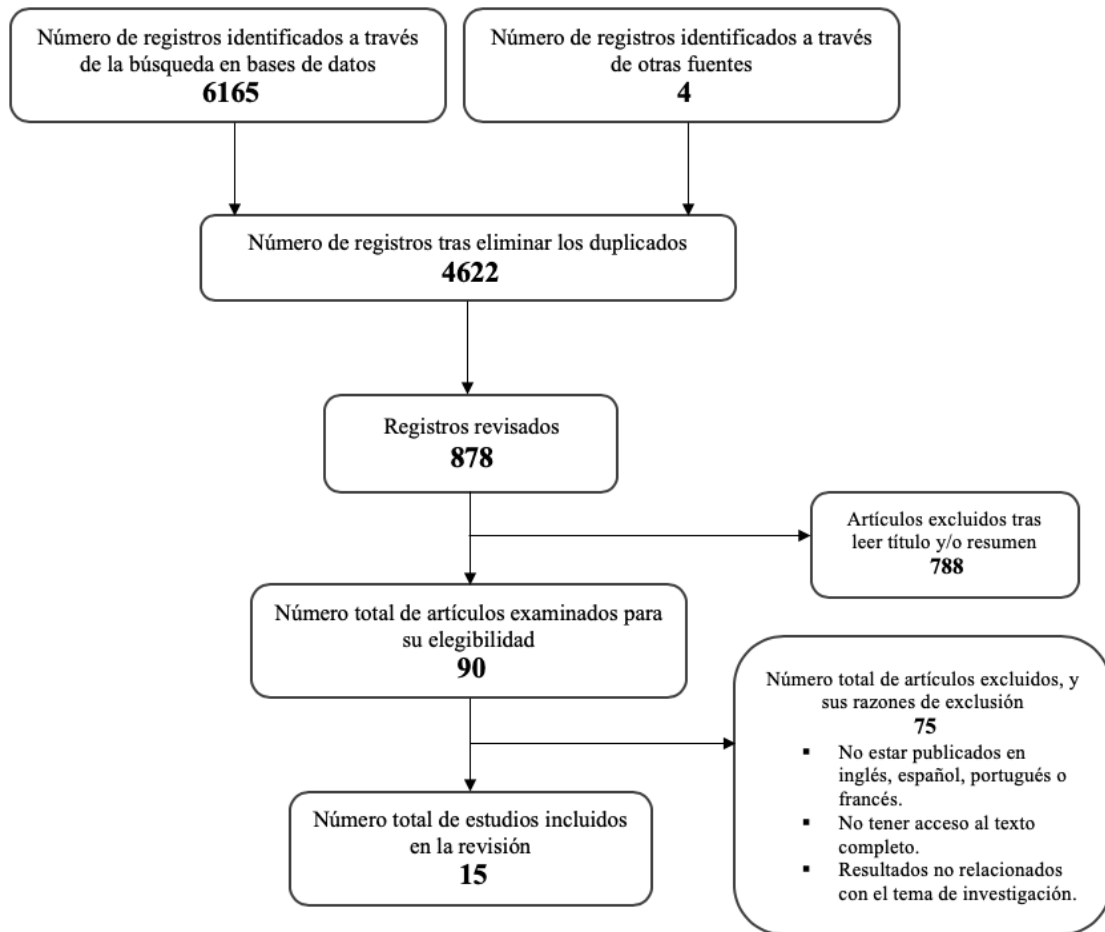 Número de registros identificados a través
de la búsqueda en bases de datos
6165
Número de registros identificados a través
de otras fuentes
4
Número de registros tras eliminar los duplicados
4622
Registros revisados
878
Artículos excluidos tras
leer título y/o resumen
788
Número total de artículos examinados para
su elegibilidad
90
Número total de artículos excluidos, y
sus razones de exclusión
75
▪ No estar publicados en
inglés, español, portugués o
francés.
▪ No tener acceso al texto
completo.
▪ Resultados no relacionados
con el tema de investigación.
Número total de estudios incluidos
en la revisión
15